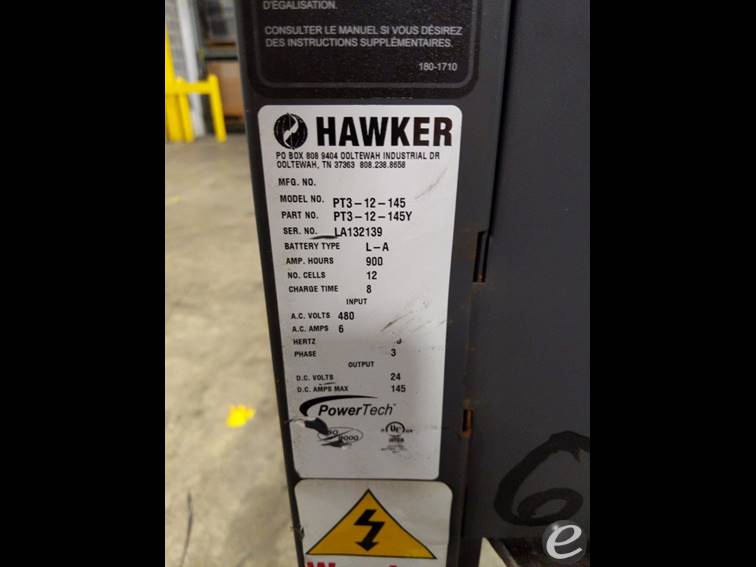 D'ÉGALISATION.
CONSULTER LE MANUEL SI VOUS DÉSIREZ
DES INSTRUCTIONS SUPPLÉMENTAIRES.
180-1710
HAWKER
PO BOX 808 9404 OOLTEWAH INDUSTRIAL DR
OOLTEWAH, TN 37363 808.238.8658
MFG. NO.
MODEL NO. PT3-12-145
PART NO. PT3-12-145Y
SER. NO. LA132139
BATTERY TYPE L-A
AMP. HOURS 900
NO. CELLS 12
CHARGE TIME 8
INPUT
A.C. VOLTS 480
A.C. AMPS 6
HERTZ
PHASE 3
OUTPUT
D.C. VOLTS 24
D.C. AMPS MAX 145
PowerTech
9000
UL
6
e